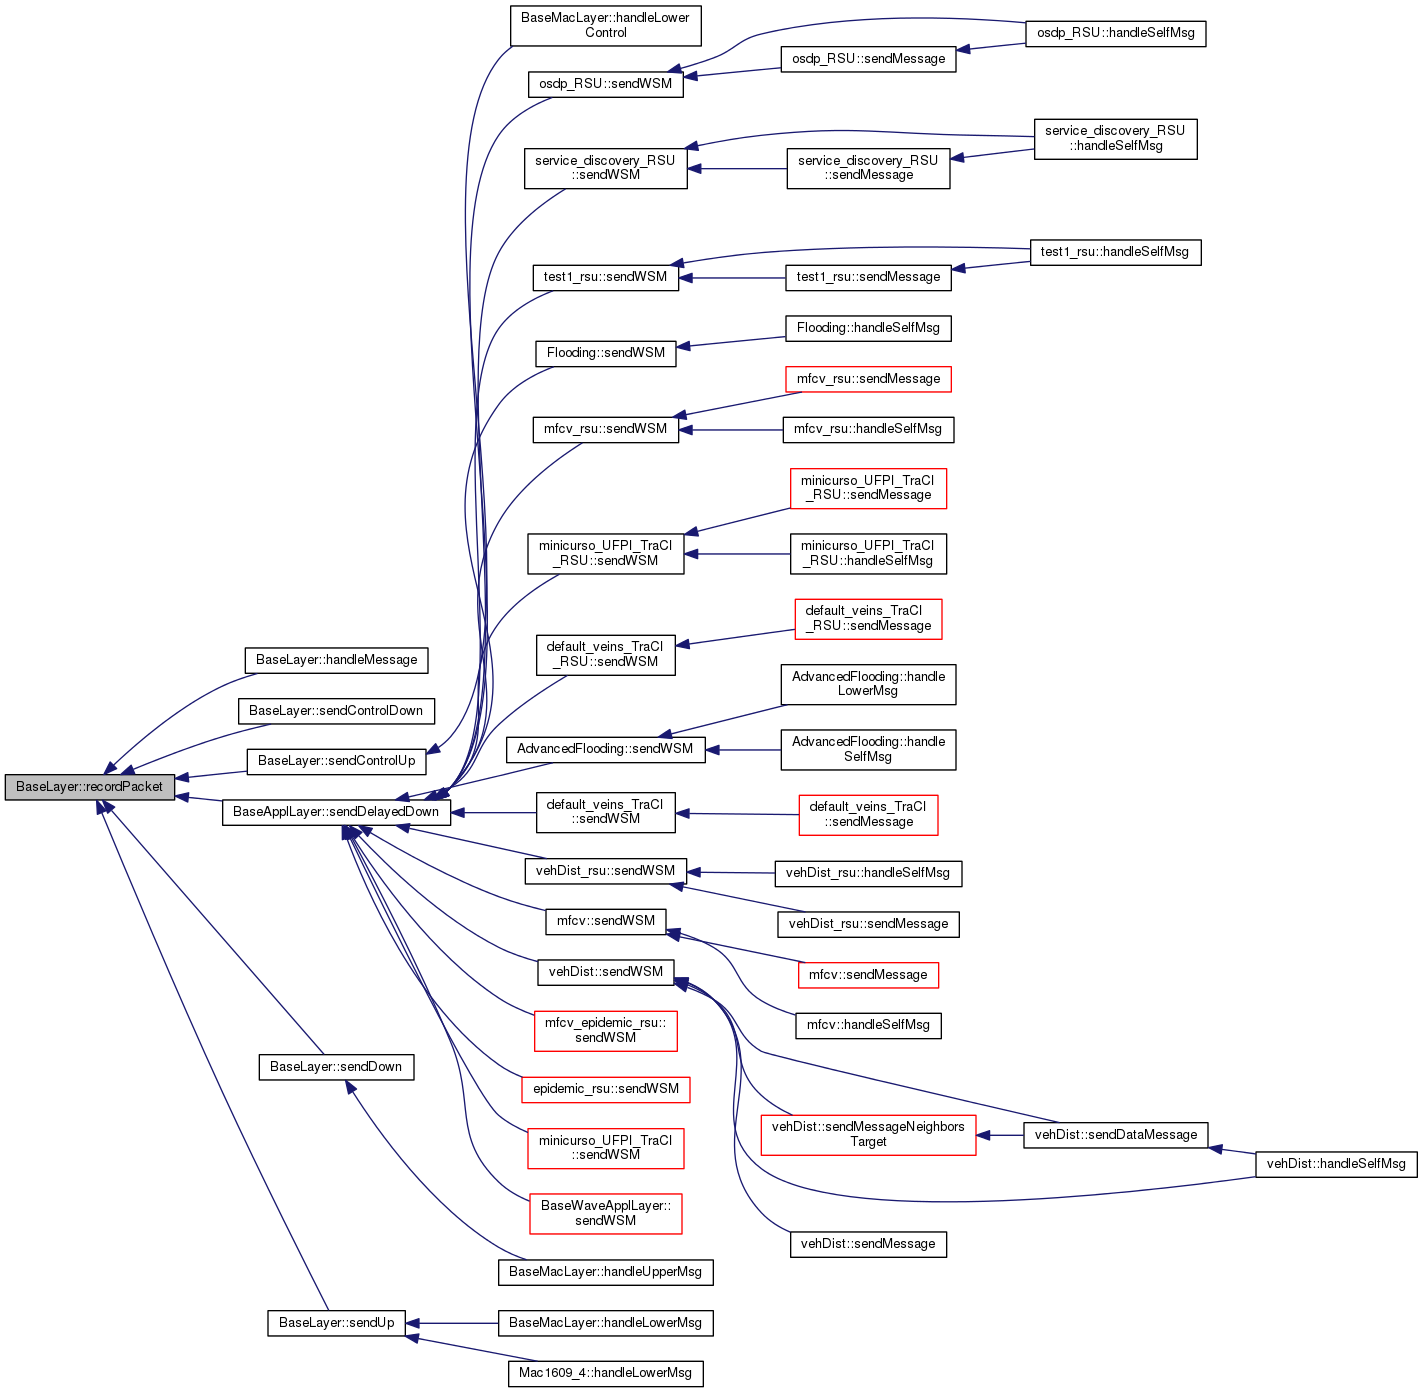 BaseMacLayer::handleLower
Control
osdp_RSU::handleSelfMsg
osdp_RSU::sendMessage
osdp_RSU::sendWSM
service_discovery_RSU
::handleSelfMsg
service_discovery_RSU
::sendWSM
service_discovery_RSU
::sendMessage
test1_rsu::handleSelfMsg
test1_rsu::sendWSM
test1_rsu::sendMessage
Flooding::handleSelfMsg
Flooding::sendWSM
mfcv_rsu::sendMessage
mfcv_rsu::sendWSM
mfcv_rsu::handleSelfMsg
minicurso_UFPI_TraCI
_RSU::sendMessage
minicurso_UFPI_TraCI
_RSU::sendWSM
minicurso_UFPI_TraCI
_RSU::handleSelfMsg
default_veins_TraCI
_RSU::sendMessage
default_veins_TraCI
_RSU::sendWSM
BaseLayer::handleMessage
AdvancedFlooding::handle
LowerMsg
BaseLayer::sendControlDown
AdvancedFlooding::sendWSM
AdvancedFlooding::handle
SelfMsg
BaseLayer::sendControlUp
BaseLayer::recordPacket
BaseApplLayer::sendDelayedDown
default_veins_TraCI
::sendWSM
default_veins_TraCI
::sendMessage
vehDist_rsu::sendWSM
vehDist_rsu::handleSelfMsg
vehDist_rsu::sendMessage
mfcv::sendWSM
mfcv::sendMessage
vehDist::sendWSM
mfcv::handleSelfMsg
mfcv_epidemic_rsu::
sendWSM
BaseLayer::sendDown
epidemic_rsu::sendWSM
vehDist::sendMessageNeighbors
Target
vehDist::sendDataMessage
vehDist::handleSelfMsg
minicurso_UFPI_TraCI
::sendWSM
BaseWaveApplLayer::
sendWSM
vehDist::sendMessage
BaseMacLayer::handleUpperMsg
BaseLayer::sendUp
BaseMacLayer::handleLowerMsg
Mac1609_4::handleLowerMsg